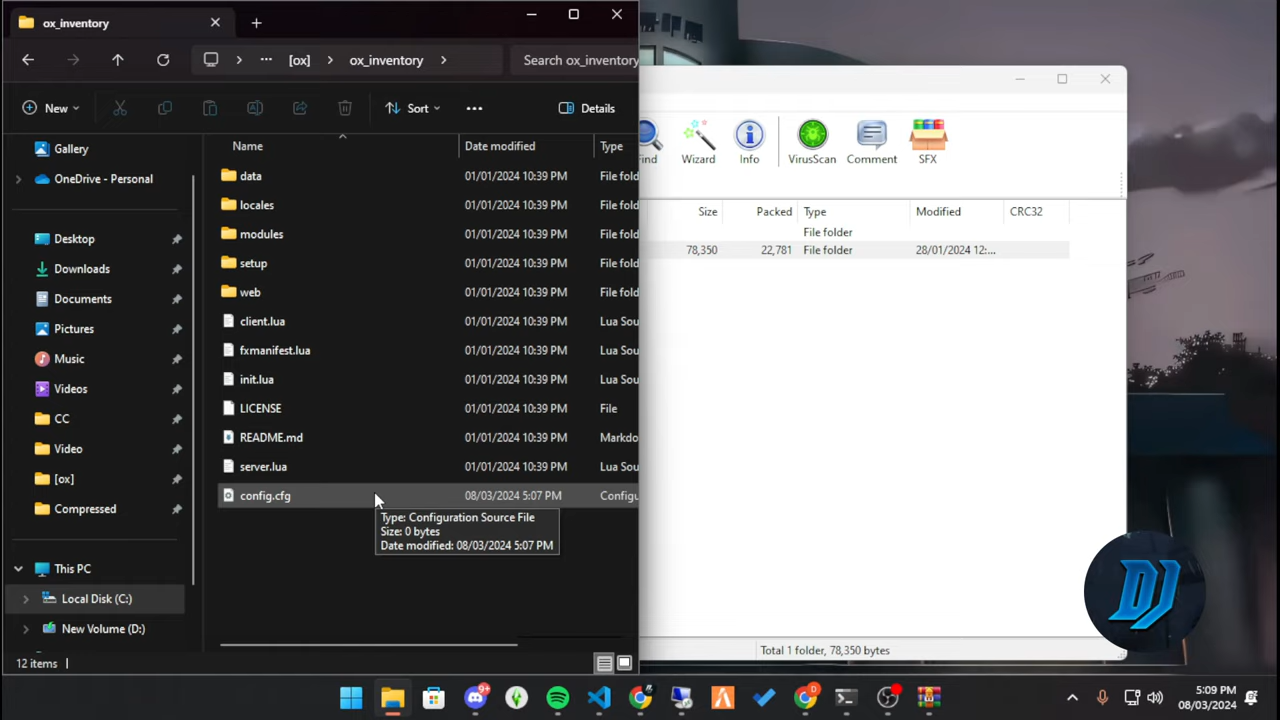 ox_inventory
[ox]
ox_inventory
Search ox_inventory
New
Sort
Details
Name
Date modified
Type
Gallery
OneDrive - Personal
Desktop
Downloads
Documents
Pictures
Music
Videos
CC
Video
[ox]
Compressed
This PC
Local Disk (C:)
New Volume (D:)
data 01/01/2024 10:39 PM File fold
locales 01/01/2024 10:39 PM File fold
modules 01/01/2024 10:39 PM File fold
setup 01/01/2024 10:39 PM File fold
web 01/01/2024 10:39 PM File fold
client.lua 01/01/2024 10:39 PM Lua Sou
fxmanifest.lua 01/01/2024 10:39 PM Lua Sou
init.lua 01/01/2024 10:39 PM Lua Sou
LICENSE 01/01/2024 10:39 PM File
README.md 01/01/2024 10:39 PM Markdo
server.lua 01/01/2024 10:39 PM Lua Sou
config.cfg 08/03/2024 5:07 PM Configu
Type: Configuration Source File
Size: 0 bytes
Date modified: 08/03/2024 5:07 PM
12 items
ind Wizard Info VirusScan Comment SFX
Size Packed Type Modified CRC32
File folder
78,350 22,781 File folder 28/01/2024 12:...
Total 1 folder, 78,350 bytes
DJ
9+
D
5:09 PM
08/03/2024